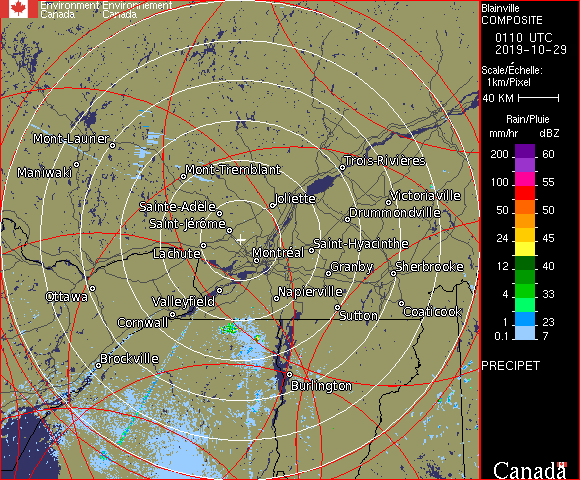 Environment Environnement
Canada Canada
Blainville
COMPOSITE
0110 UTC
2019-10-29
Scale/Échelle:
1km/Pixel
40 KM
Rain/Pluie
mm/hr dBZ
200 60
100 55
50 50
24 45
12 40
4 33
1 23
0.1 7
PRECIPET
Canada
Mont-Laurier
Maniwaki
Mont-Tremblant
Trois-Rivières
Sainte-Adèle
Joliette
Victoriaville
Drummondville
Saint-Jérôme
Lachute
Montréal
Saint-Hyacinthe
Granby
Sherbrooke
Ottawa
Valleyfield
Napierville
Cornwall
Sutton
Coaticook
Brockville
Burlington